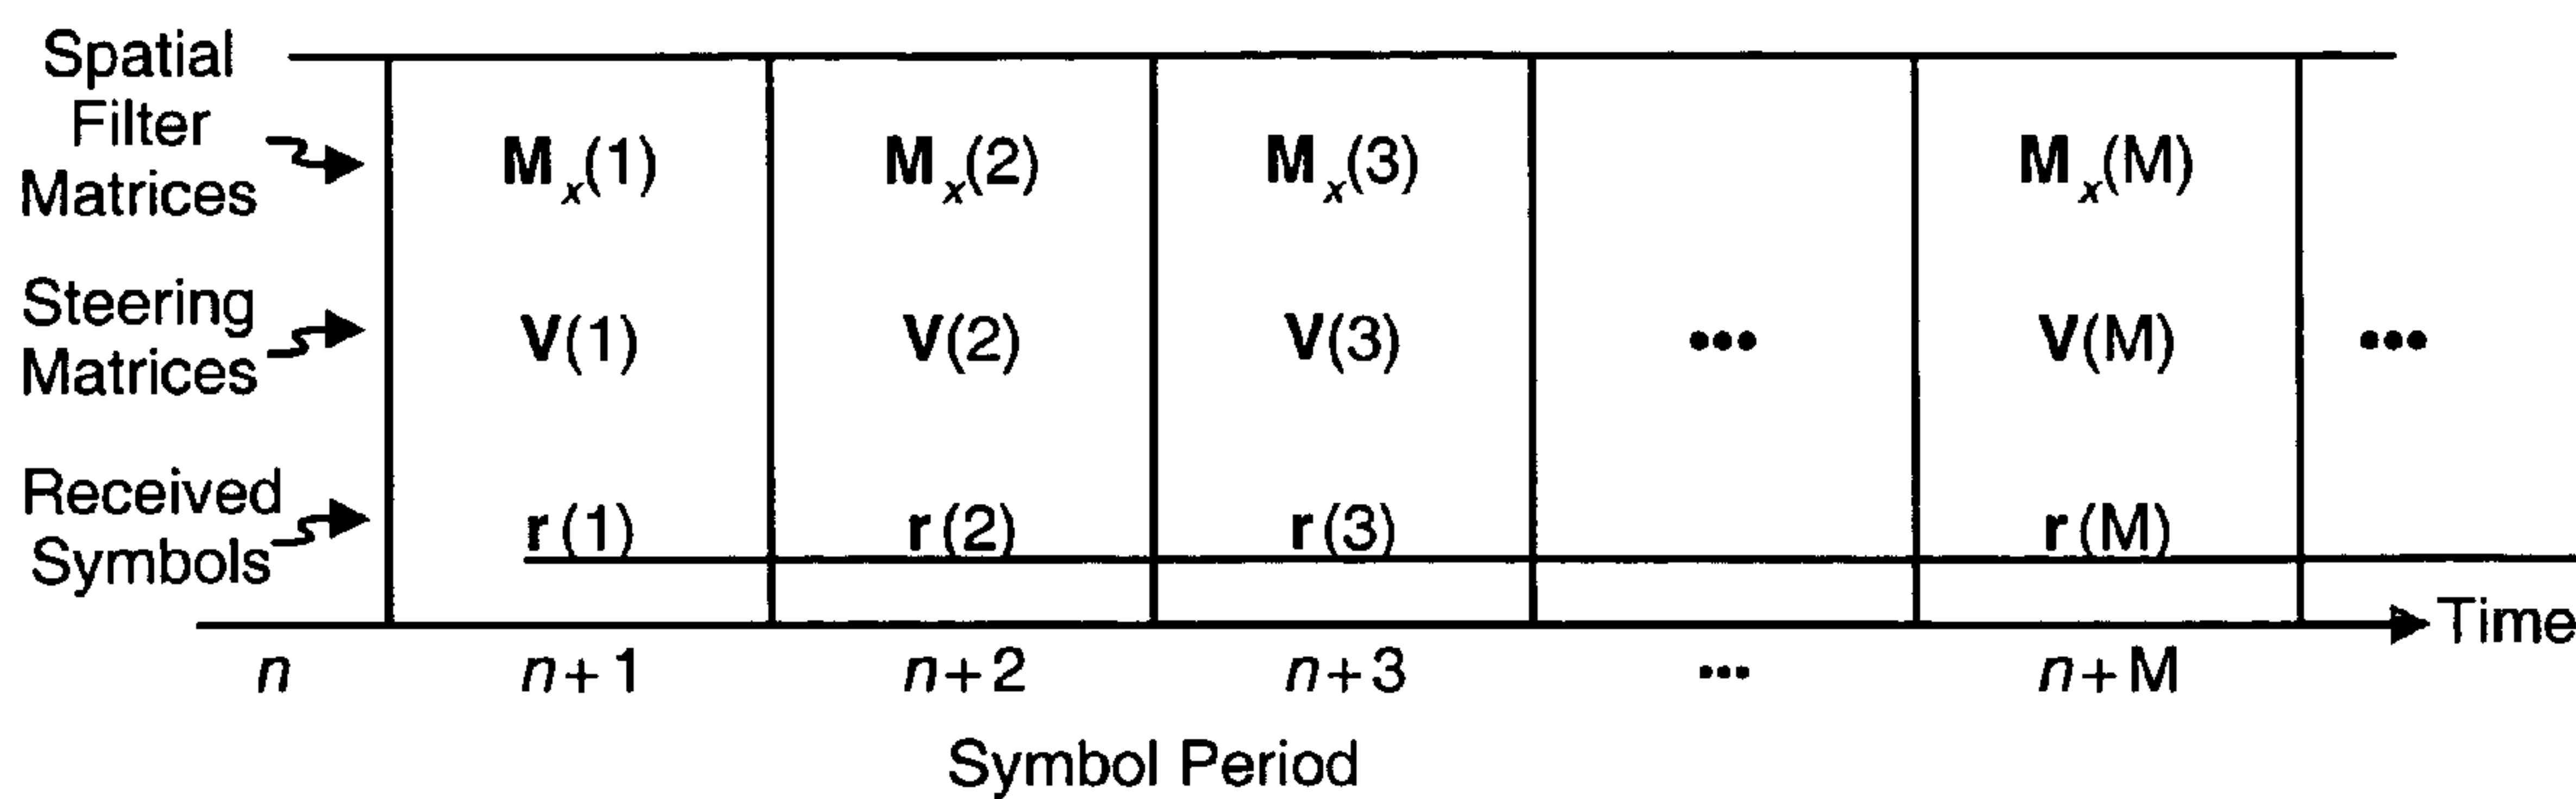 Spatial
Filter
Matrices
M_x(1) M_x(2) M_x(3) M_x(M)
Steering
Matrices
V(1) V(2) V(3) ••• V(M) •••
Received
Symbols
r(1) r(2) r(3) r(M)
Time
n n+1 n+2 n+3 ••• n+M
Symbol Period